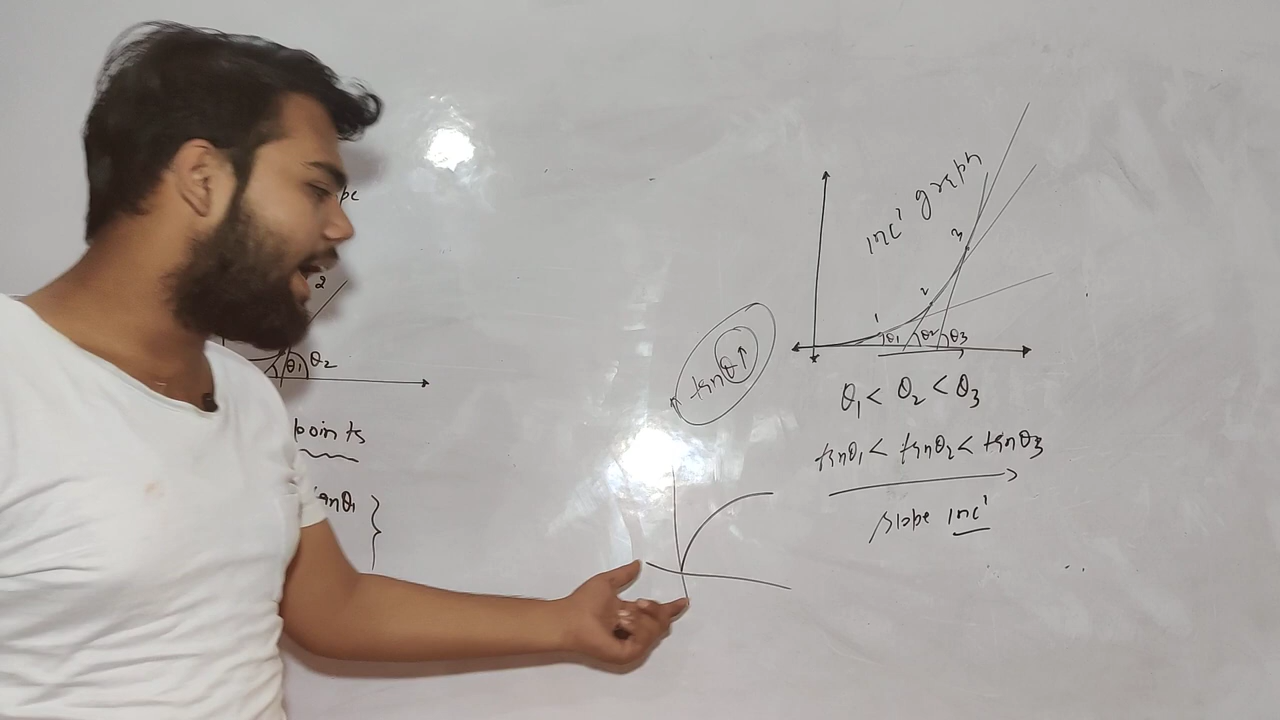 pe
2
θ1 θ2
points
tanθ1 }
tanθ↑
inc' graph
1 2 3
θ1 θ2 θ3
θ1 < θ2 < θ3
tanθ1 < tanθ2 < tanθ3
slope inc'